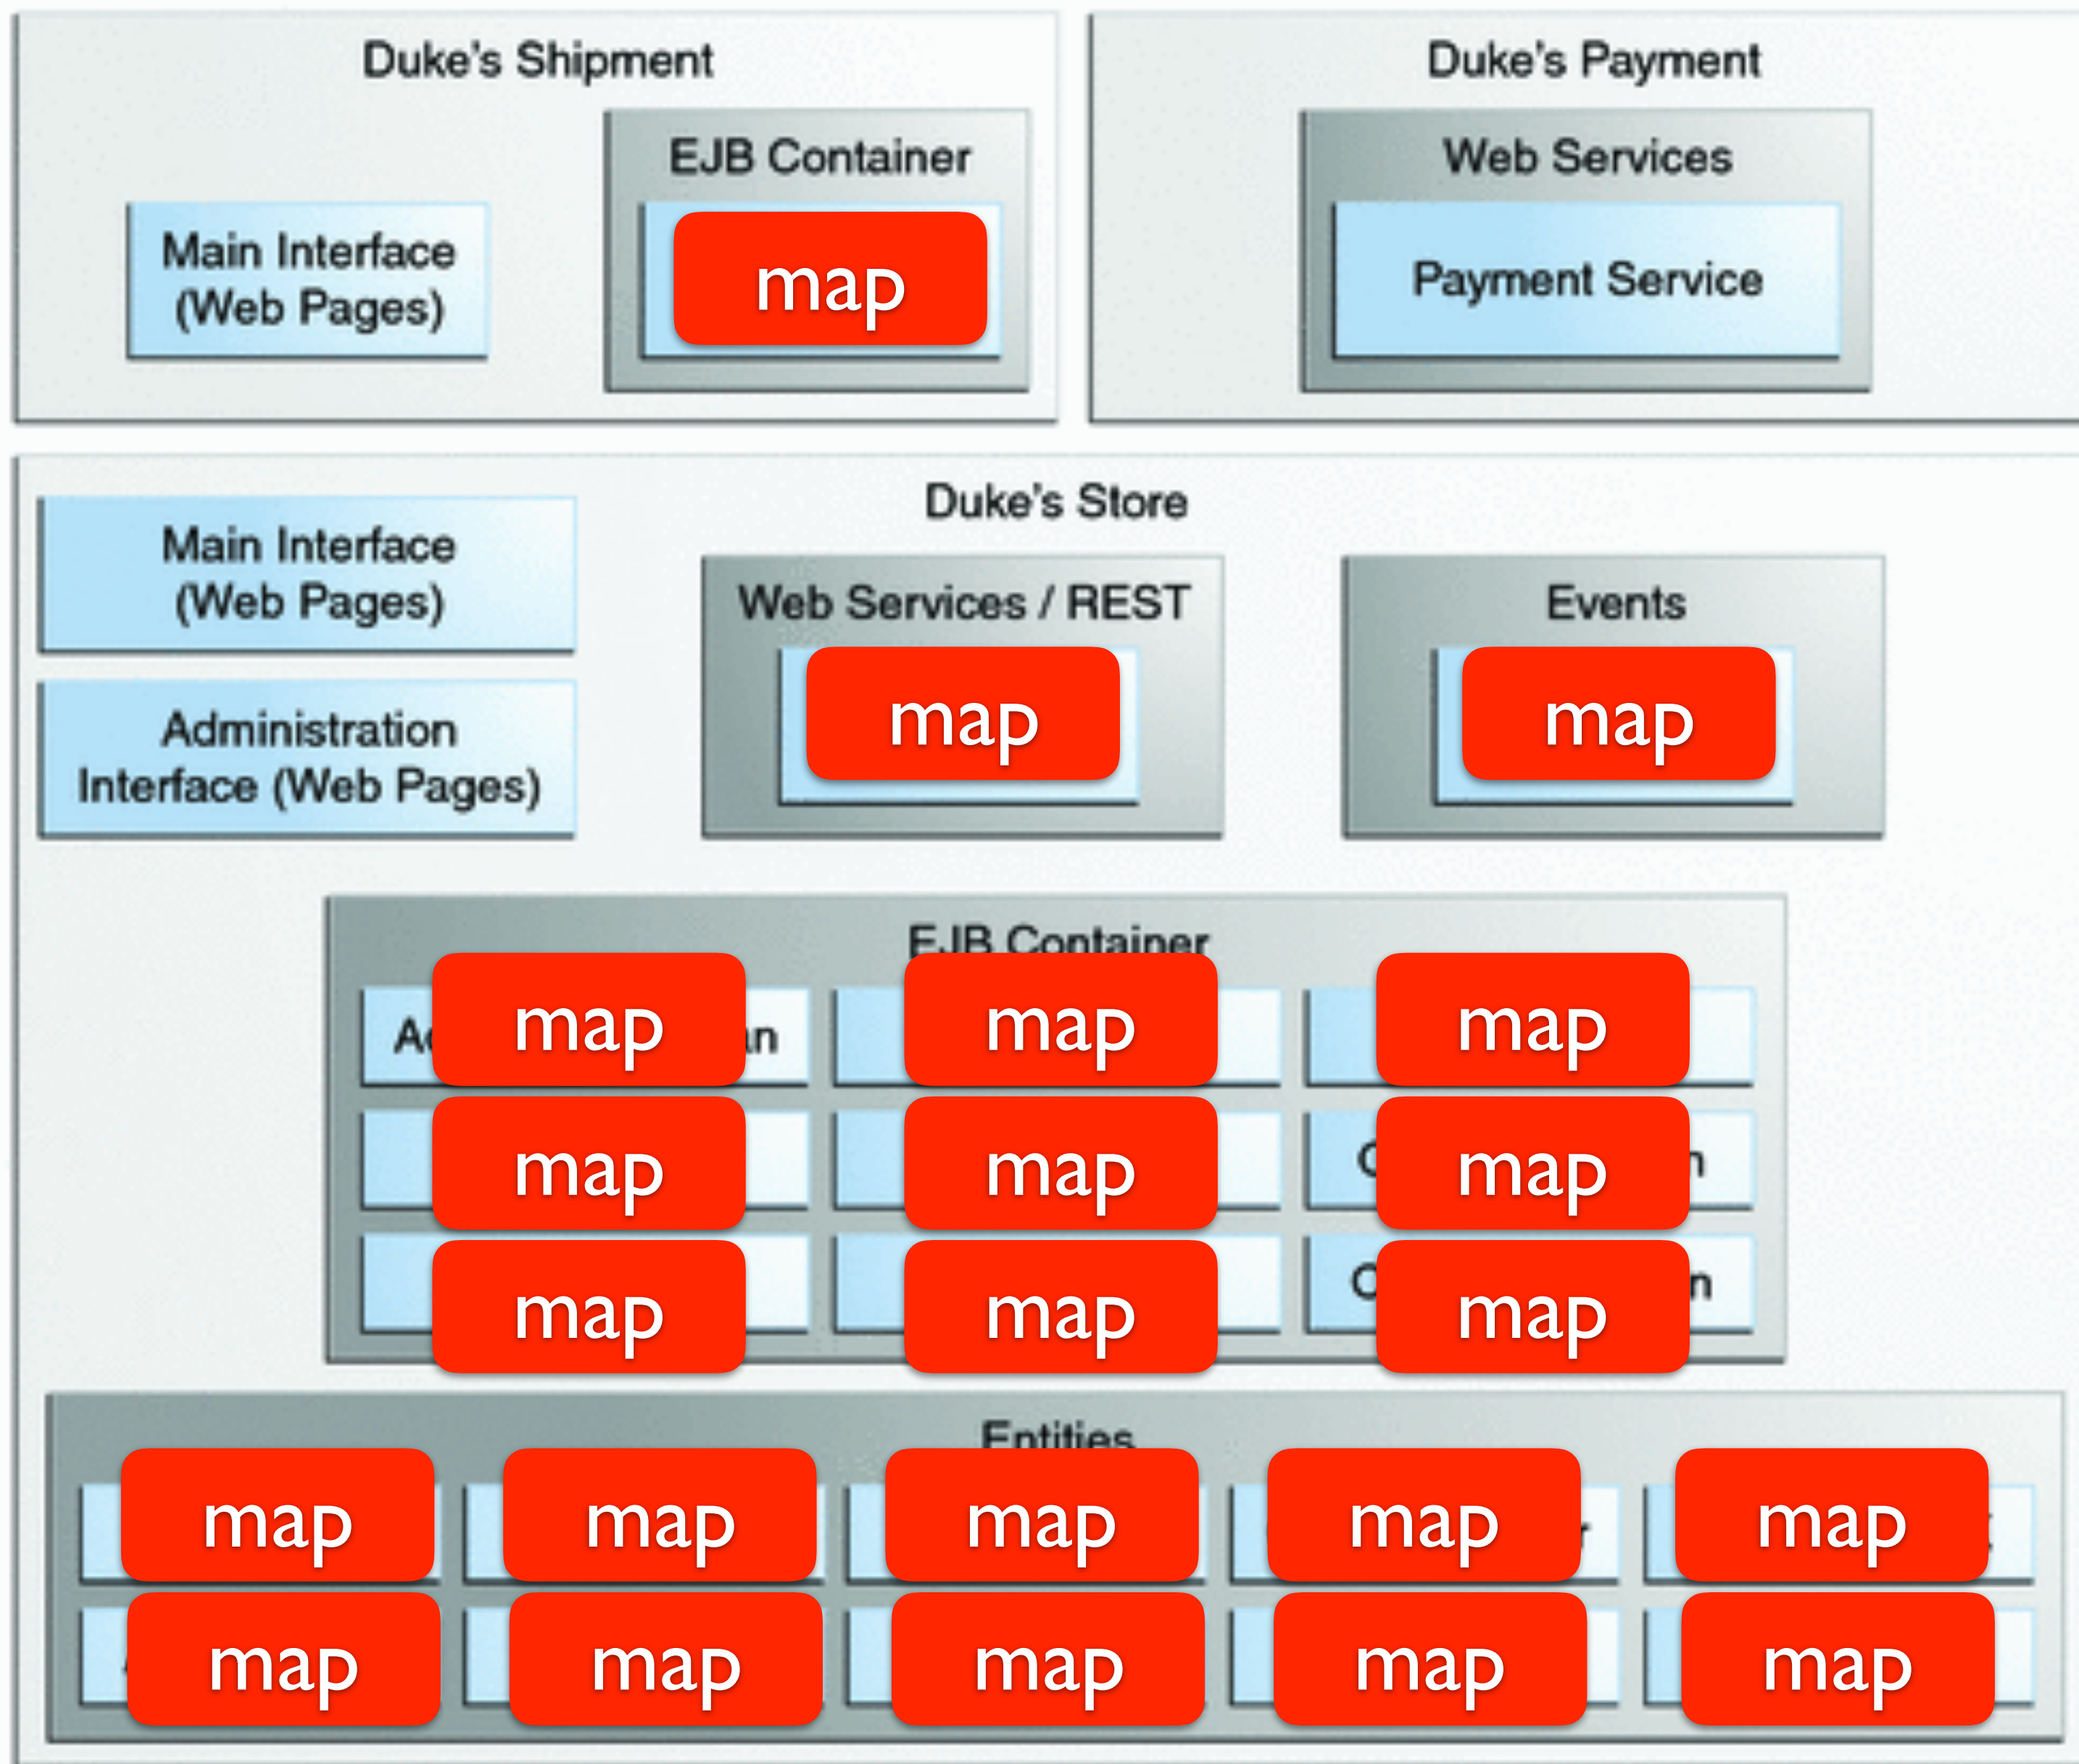 Duke's Shipment
EJB Container
Main Interface
(Web Pages)
map
Duke's Payment
Web Services
Payment Service
Duke's Store
Main Interface
(Web Pages)
Administration
Interface (Web Pages)
Web Services / REST
map
Events
map
EJB Container
map map map
map map map
map map map
Entities
map map map map map
map map map map map